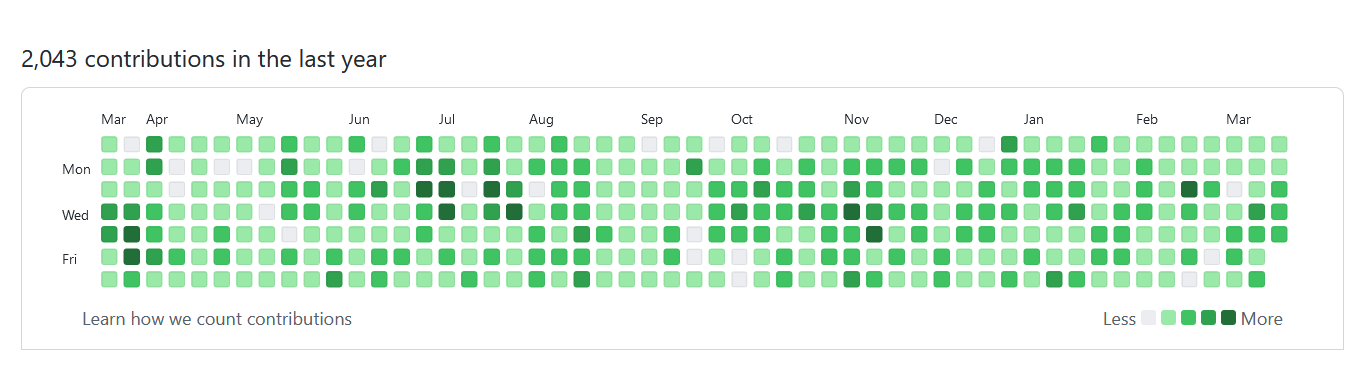 2,043 contributions in the last year
Mar Apr May Jun Jul Aug Sep Oct Nov Dec Jan Feb Mar
Mon
Wed
Fri
Learn how we count contributions
Less More